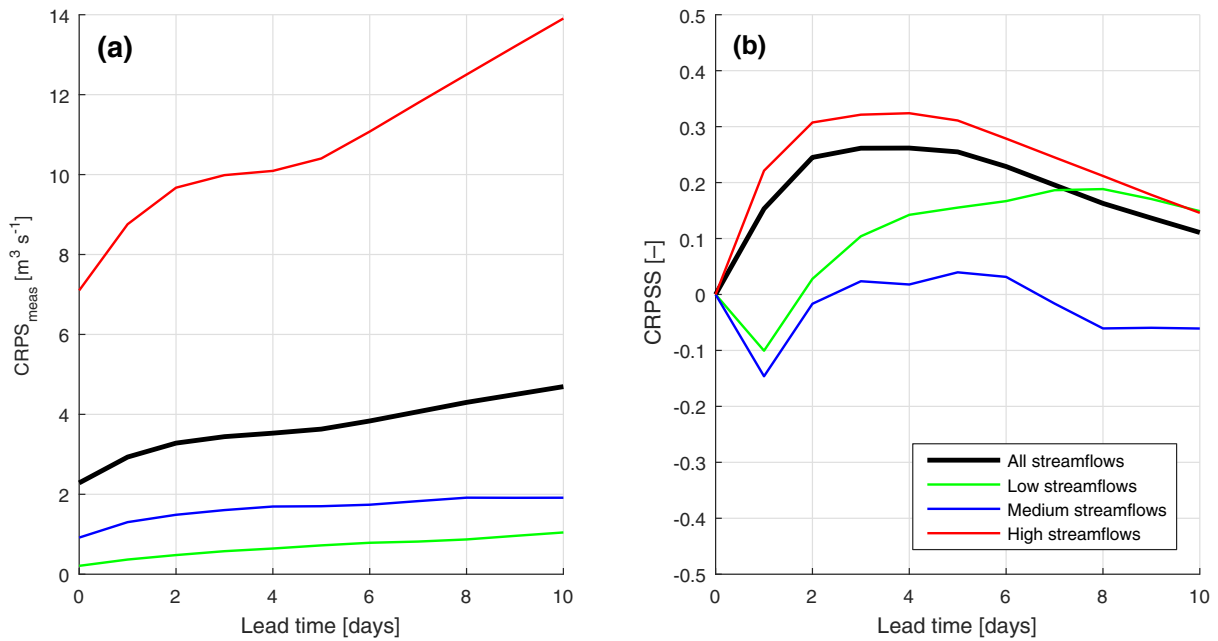 (a)
14
12
10
8
6
4
2
0
CRPSmeas [m³ s⁻¹]
0 2 4 6 8 10
Lead time [days]
(b)
0.5
0.4
0.3
0.2
0.1
0
-0.1
-0.2
-0.3
-0.4
-0.5
CRPSS [–]
0 2 4 6 8 10
Lead time [days]
All streamflows
Low streamflows
Medium streamflows
High streamflows